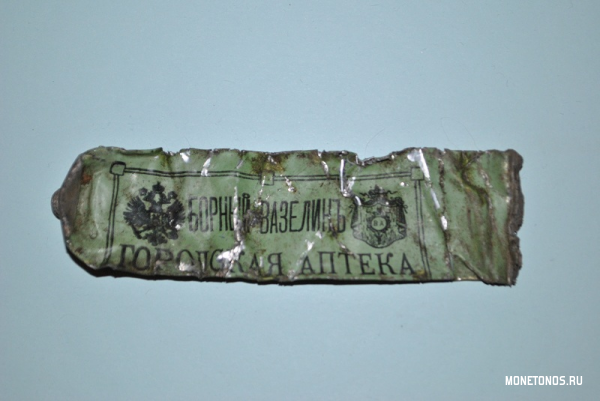 БОРНЫЙ ВАЗЕЛИНЪ
ГОРОДСКАЯ АПТЕКА
MONETONOS.RU